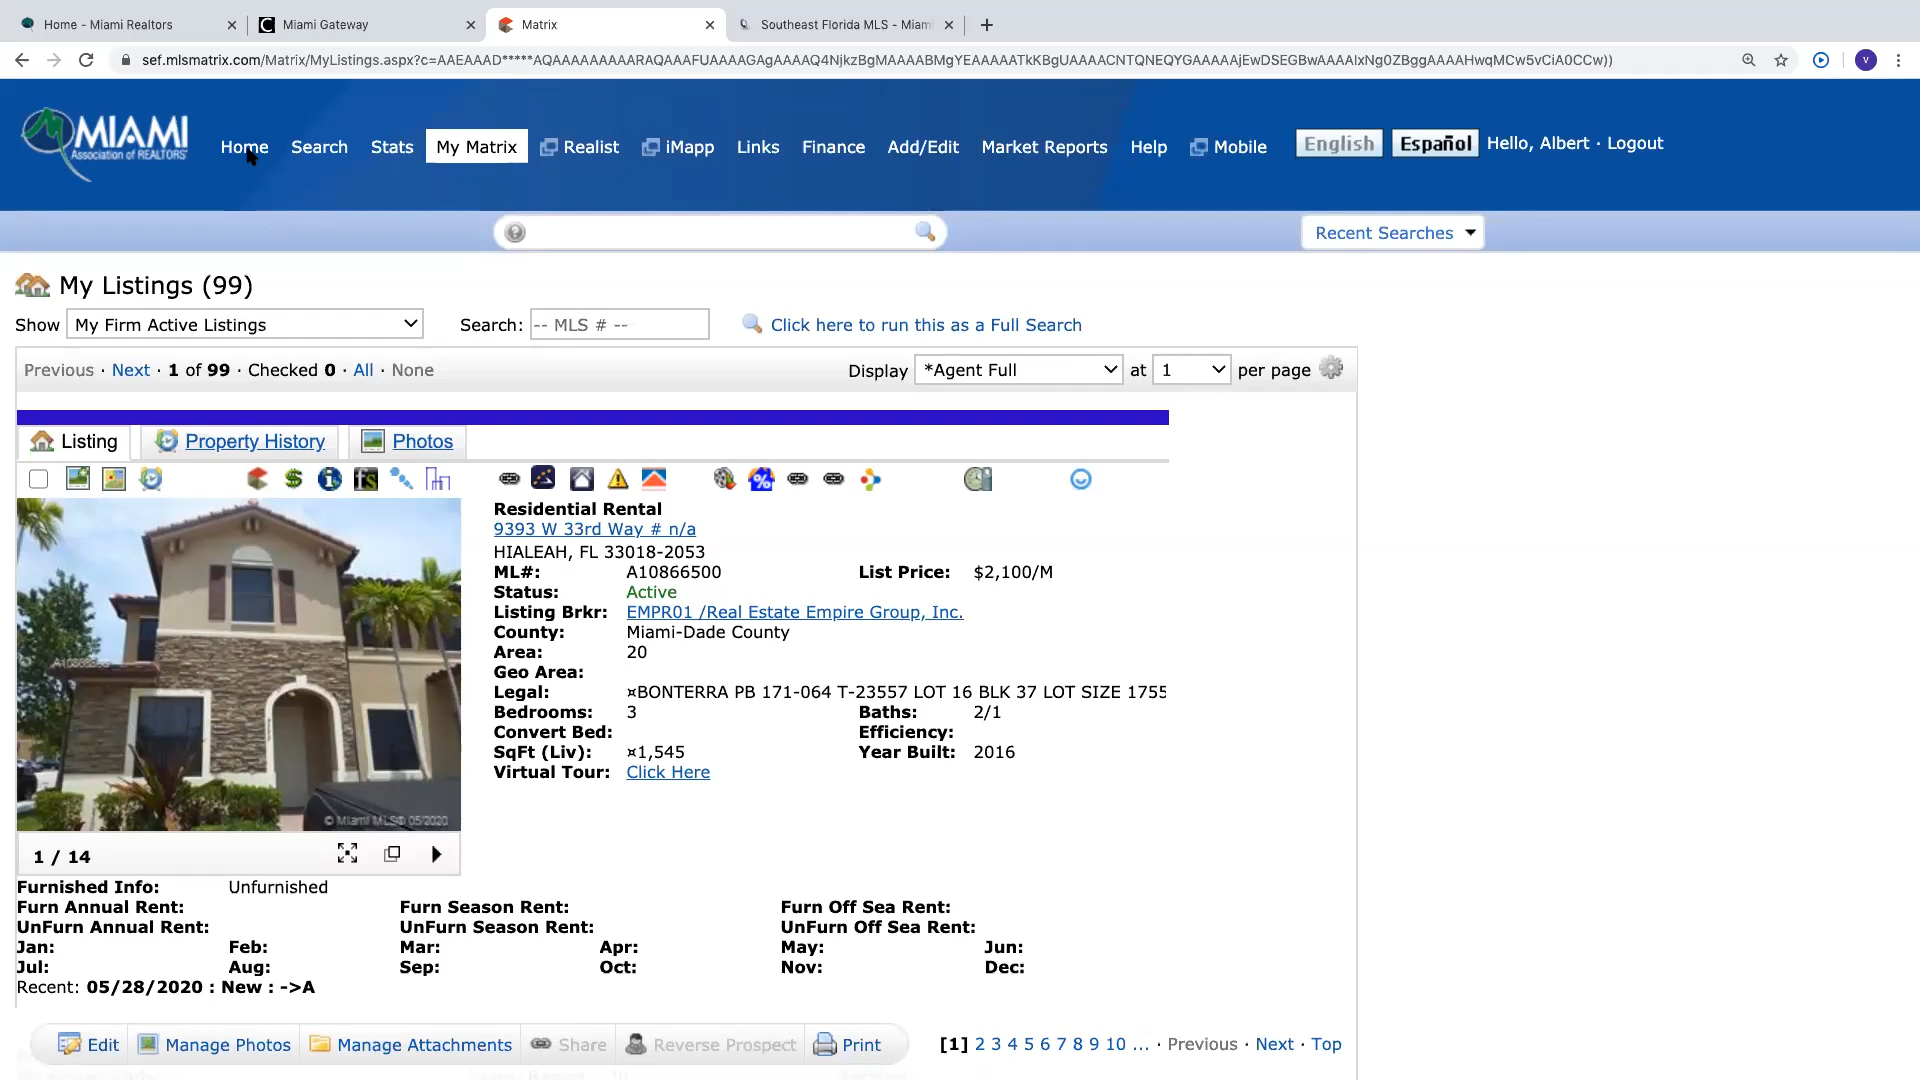 Home - Miami Realtors
Miami Gateway
Matrix
Southeast Florida MLS - Miami
sef.mlsmatrix.com/Matrix/MyListings.aspx?c=AAEAAAD*****AQAAAAAAAAARAQAAAFUAAAAGAgAAAAQ4NjkzBgMAAAABMgYEAAAAATkKBgUAAAACNTQNEQYGAAAAAjEwDSEGBwAAAAIxNg0ZBggAAAAHwqMCw5vCiA0CCw))
V
MIAMI
Association of REALTORS®
Home Search Stats My Matrix Realist iMapp Links Finance Add/Edit Market Reports Help Mobile
English Español Hello, Albert · Logout
Recent Searches
My Listings (99)
Show My Firm Active Listings Search: -- MLS # -- Click here to run this as a Full Search
Previous · Next · 1 of 99 · Checked 0 · All · None
Display *Agent Full at 1 per page
Listing Property History Photos
Residential Rental
9393 W 33rd Way # n/a
HIALEAH, FL 33018-2053
ML#: A10866500 List Price: $2,100/M
Status: Active
Listing Brkr: EMPR01 /Real Estate Empire Group, Inc.
County: Miami-Dade County
Area: 20
Geo Area:
Legal: ¤BONTERRA PB 171-064 T-23557 LOT 16 BLK 37 LOT SIZE 1755
Bedrooms: 3 Baths: 2/1
Convert Bed: Efficiency:
SqFt (Liv): ¤1,545 Year Built: 2016
Virtual Tour: Click Here
© Miami MLS® 05/2020
1 / 14
Furnished Info: Unfurnished
Furn Annual Rent: Furn Season Rent: Furn Off Sea Rent:
UnFurn Annual Rent: UnFurn Season Rent: UnFurn Off Sea Rent:
Jan: Feb: Mar: Apr: May: Jun:
Jul: Aug: Sep: Oct: Nov: Dec:
Recent: 05/28/2020 : New : ->A
Edit Manage Photos Manage Attachments Share Reverse Prospect Print
[1] 2 3 4 5 6 7 8 9 10 ... · Previous · Next · Top